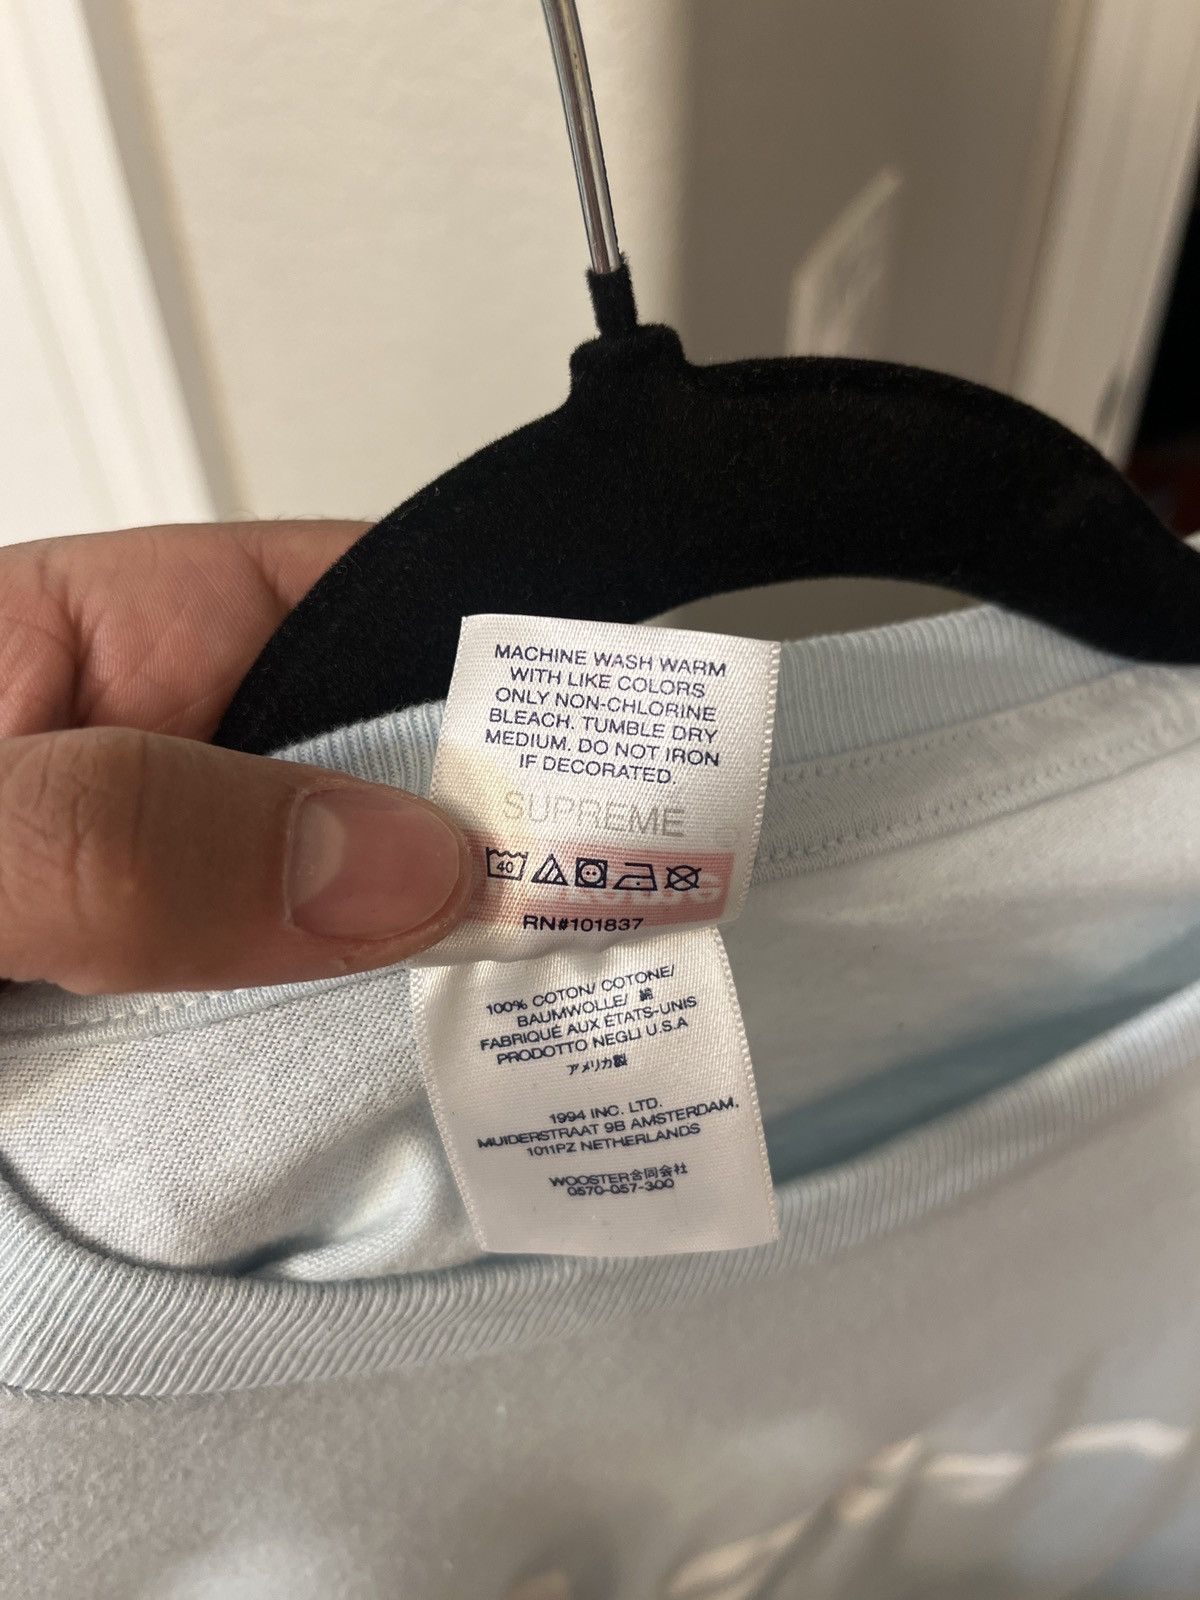 MACHINE WASH WARM
WITH LIKE COLORS
ONLY NON-CHLORINE
BLEACH. TUMBLE DRY
MEDIUM. DO NOT IRON
IF DECORATED.
SUPREME
40
RN#101837
100% COTON/ COTONE/
BAUMWOLLE/ 綿
FABRIQUÉ AUX ÉTATS-UNIS
PRODOTTO NEGLI U.S.A
アメリカ製
1994 INC. LTD.
MUIDERSTRAAT 9B AMSTERDAM,
1011PZ NETHERLANDS
WOOSTER合同会社
0570-057-300